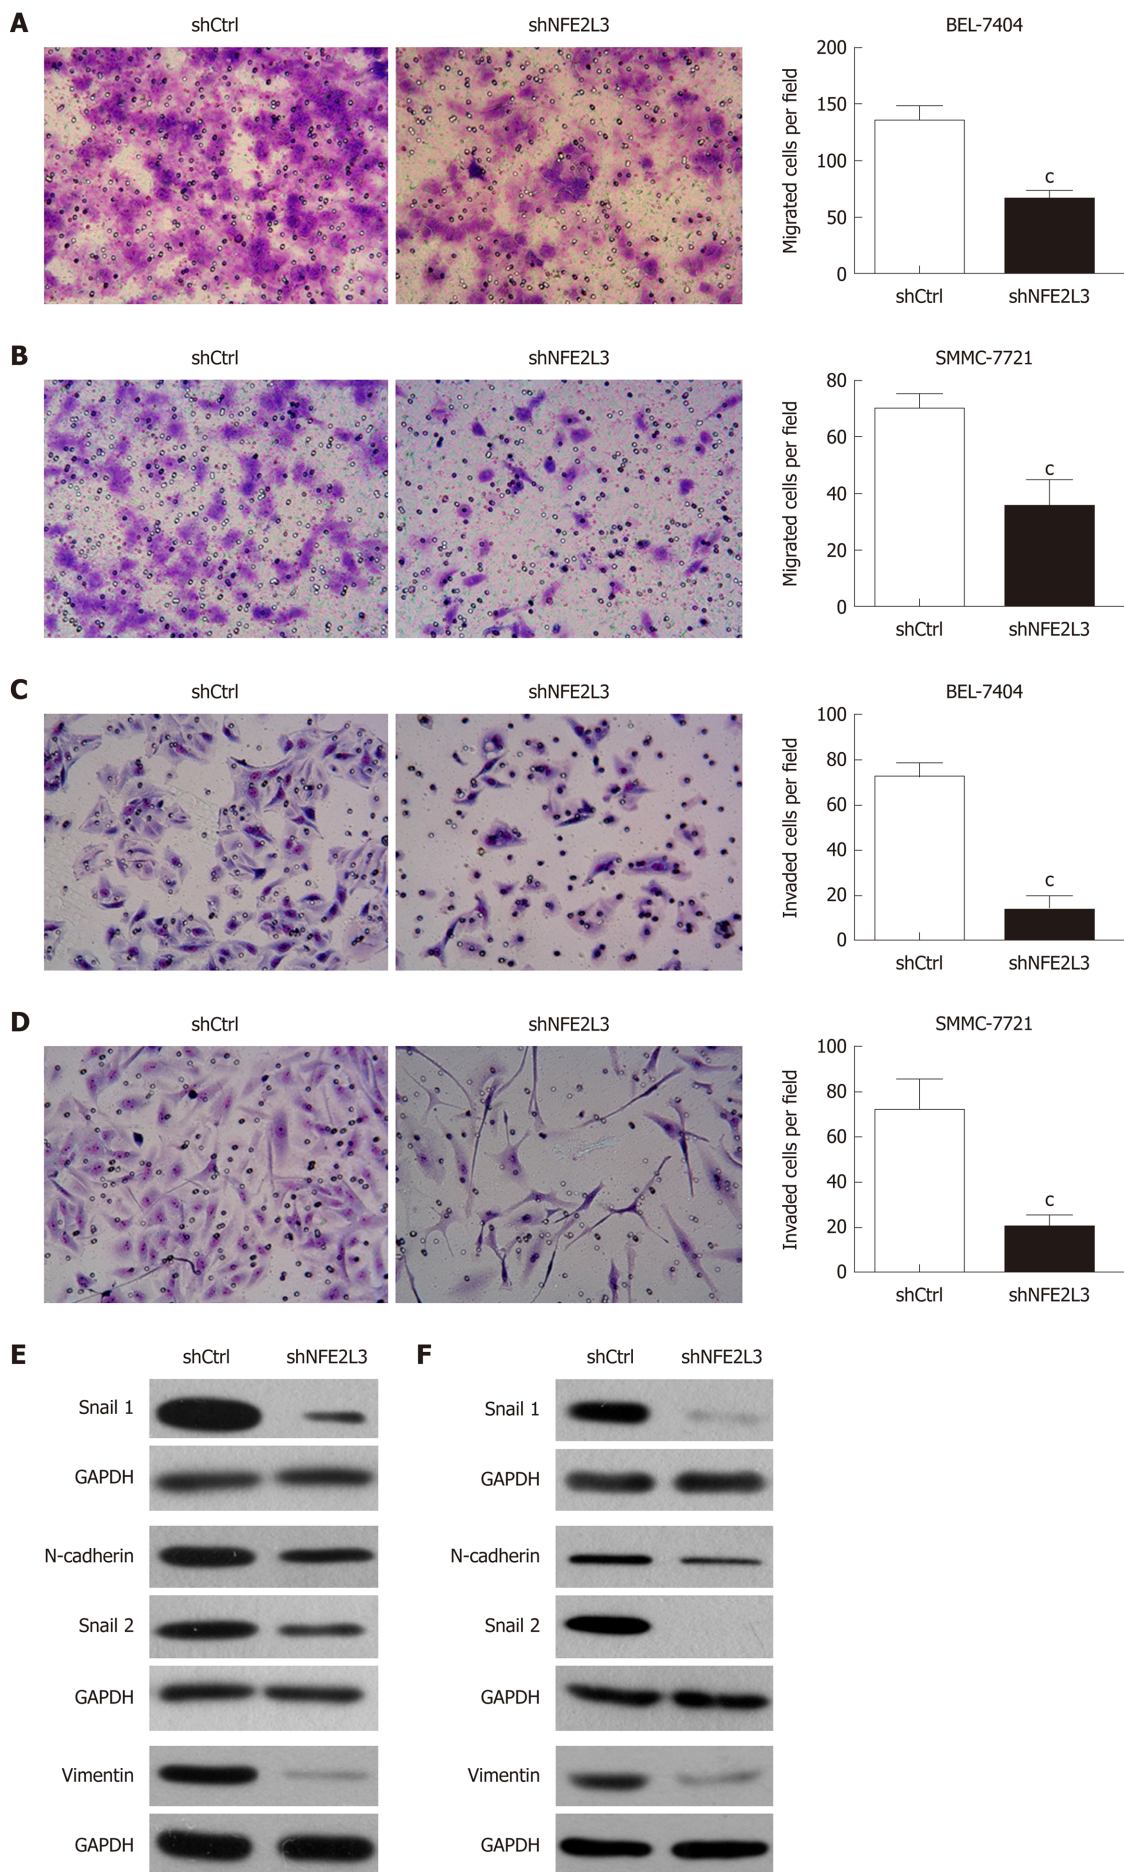 A
shCtrl
shNFE2L3
BEL-7404
Migrated cells per field
200
150
100
50
0
c
shCtrl
shNFE2L3
B
shCtrl
shNFE2L3
SMMC-7721
Migrated cells per field
80
60
40
20
0
c
shCtrl
shNFE2L3
C
shCtrl
shNFE2L3
BEL-7404
Invaded cells per field
100
80
60
40
20
0
c
shCtrl
shNFE2L3
D
shCtrl
shNFE2L3
SMMC-7721
Invaded cells per field
100
80
60
40
20
0
c
shCtrl
shNFE2L3
E
shCtrl
shNFE2L3
Snail 1
GAPDH
N-cadherin
Snail 2
GAPDH
Vimentin
GAPDH
F
shCtrl
shNFE2L3
Snail 1
GAPDH
N-cadherin
Snail 2
GAPDH
Vimentin
GAPDH